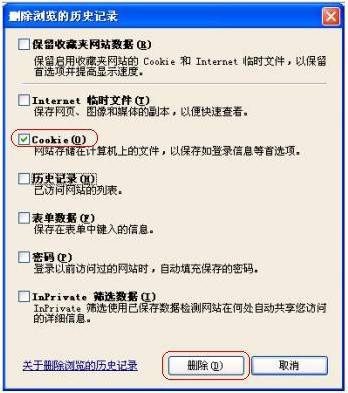 删除浏览的历史记录
保留收藏夹网站数据(R)
保留启用收藏夹网站的 Cookie 和 Internet 临时文件，以保留
首选项并提高显示速度。
Internet 临时文件(T)
保存网页、图像和媒体的副本，以便快速查看。
Cookie(O)
网站存储在计算机上的文件，以保存如登录信息等首选项。
历史记录(H)
已访问网站的列表。
表单数据(F)
保存在表单中键入的信息。
密码(P)
登录以前访问过的网站时，自动填充保存的密码。
InPrivate 筛选数据(I)
InPrivate 筛选使用已保存数据检测网站在何处自动共享您访问
的详细信息。
关于删除浏览的历史记录
删除(D)
取消